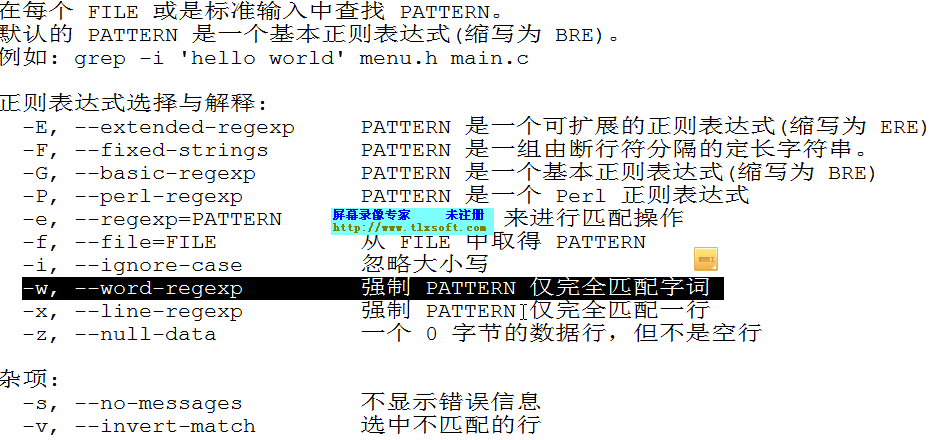 在每个 FILE 或是标准输入中查找 PATTERN。
默认的 PATTERN 是一个基本正则表达式(缩写为 BRE)。
例如: grep -i 'hello world' menu.h main.c
正则表达式选择与解释:
-E, --extended-regexp PATTERN 是一个可扩展的正则表达式(缩写为 ERE)
-F, --fixed-strings PATTERN 是一组由断行符分隔的定长字符串。
-G, --basic-regexp PATTERN 是一个基本正则表达式(缩写为 BRE)
-P, --perl-regexp PATTERN 是一个 Perl 正则表达式
-e, --regexp=PATTERN 来进行匹配操作
屏幕录像专家 未注册
http://www.tlxsoft.com
-f, --file=FILE 从 FILE 中取得 PATTERN
-i, --ignore-case 忽略大小写
-w, --word-regexp 强制 PATTERN 仅完全匹配字词
-x, --line-regexp 强制 PATTERN 仅完全匹配一行
-z, --null-data 一个 0 字节的数据行，但不是空行
杂项:
-s, --no-messages 不显示错误信息
-v, --invert-match 选中不匹配的行